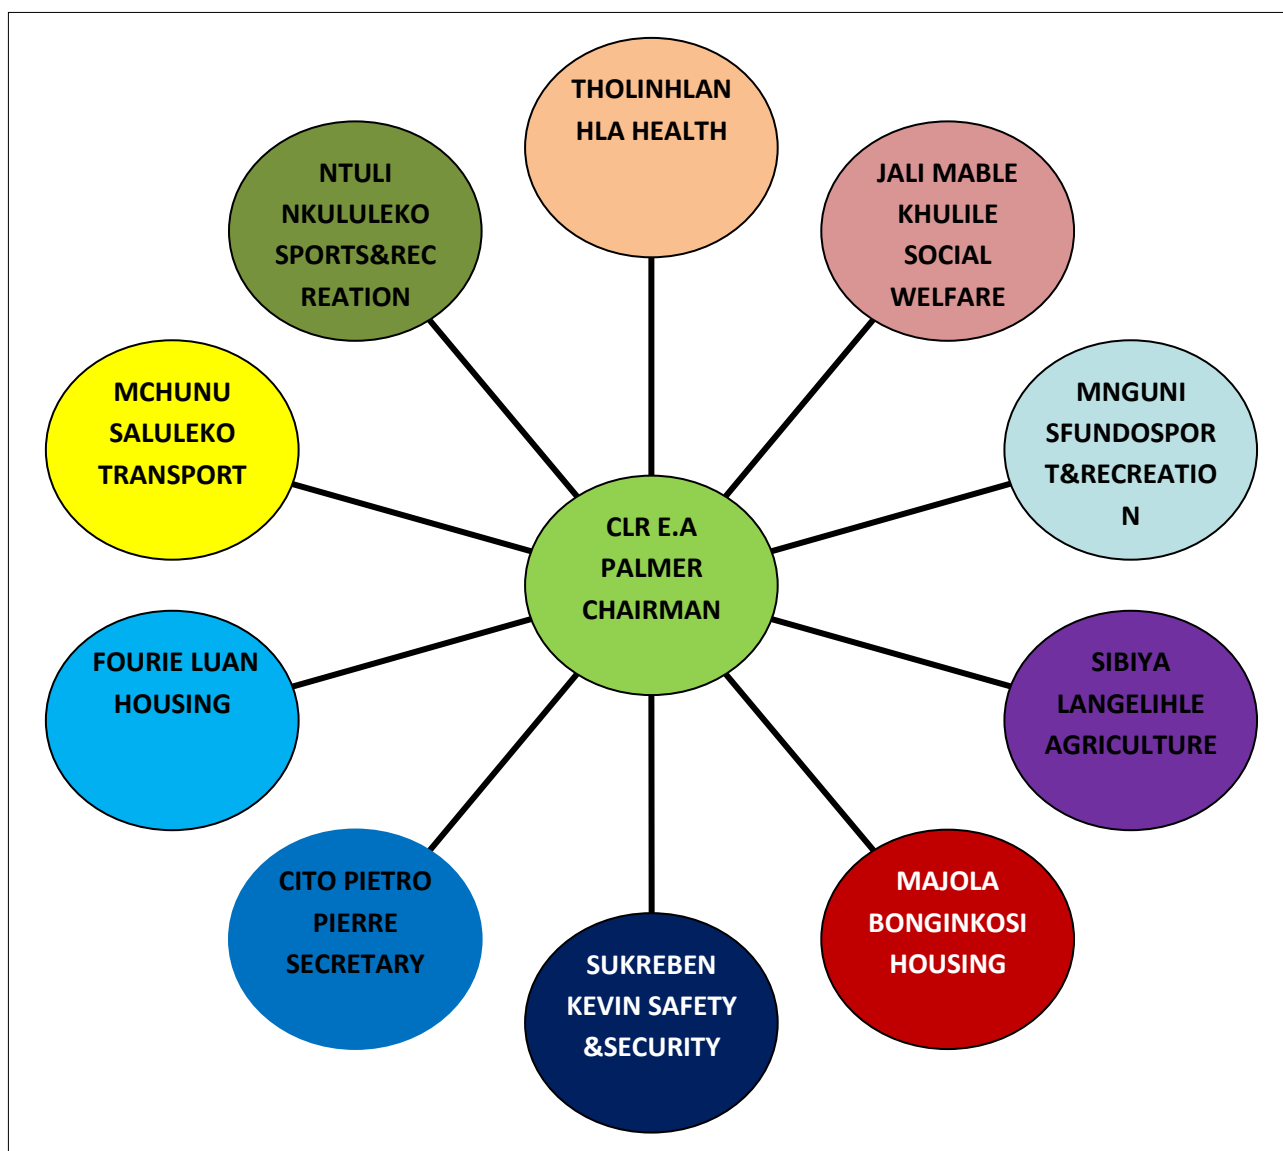 THOLINHLAN
HLA HEALTH
JALI MABLE
KHULILE
SOCIAL
WELFARE
MNGUNI
SFUNDOSPOR
T&RECREATIO
N
SIBIYA
LANGELIHLE
AGRICULTURE
MAJOLA
BONGINKOSI
HOUSING
SUKREBEN
KEVIN SAFETY
&SECURITY
CITO PIETRO
PIERRE
SECRETARY
FOURIE LUAN
HOUSING
MCHUNU
SALULEKO
TRANSPORT
NTULI
NKULULEKO
SPORTS&REC
REATION
CLR E.A
PALMER
CHAIRMAN